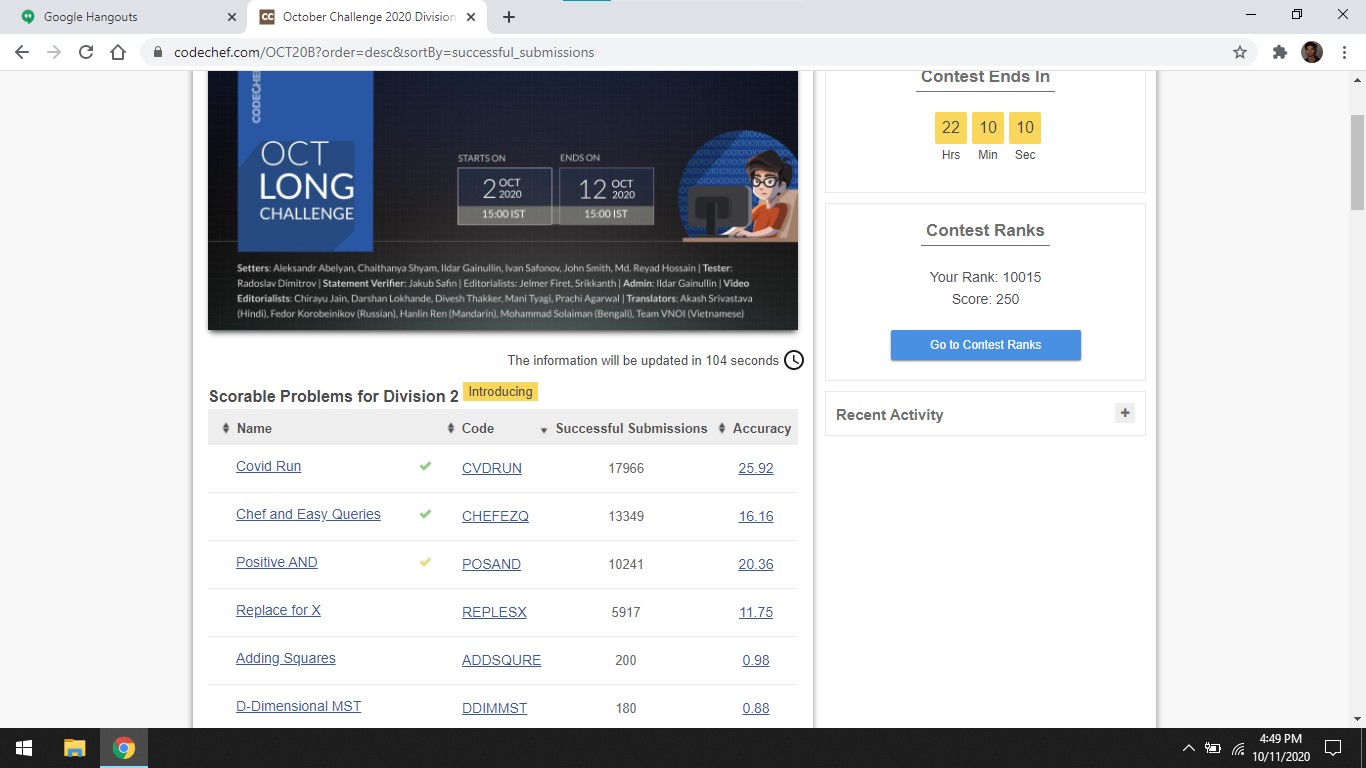 Google Hangouts
October Challenge 2020 Division
codechef.com/OCT20B?order=desc&sortBy=successful_submissions
OCT
LONG
CHALLENGE
STARTS ON
2 OCT 2020
15:00 IST
ENDS ON
12 OCT 2020
15:00 IST
Setters: Aleksandr Abelyan, Chaithanya Shyam, Ildar Gainullin, Ivan Safonov, John Smith, Md. Reyad Hossain | Tester:
Radoslav Dimitrov | Statement Verifier: Jakub Safin | Editorialists: Jelmer Firet, Srikkanth | Admin: Ildar Gainullin | Video
Editorialists: Chirayu Jain, Darshan Lokhande, Divesh Thakker, Mani Tyagi, Prachi Agarwal | Translators: Akash Srivastava
(Hindi), Fedor Korobeinikov (Russian), Hanlin Ren (Mandarin), Mohammad Solaiman (Bengali), Team VNOI (Vietnamese)
The information will be updated in 104 seconds
Scorable Problems for Division 2 Introducing
Name Code Successful Submissions Accuracy
Covid Run CVDRUN 17966 25.92
Chef and Easy Queries CHEFEZQ 13349 16.16
Positive AND POSAND 10241 20.36
Replace for X REPLESX 5917 11.75
Adding Squares ADDSQURE 200 0.98
D-Dimensional MST DDIMMST 180 0.88
Contest Ends In
22 10 10
Hrs Min Sec
Contest Ranks
Your Rank: 10015
Score: 250
Go to Contest Ranks
Recent Activity
+
4:49 PM
10/11/2020